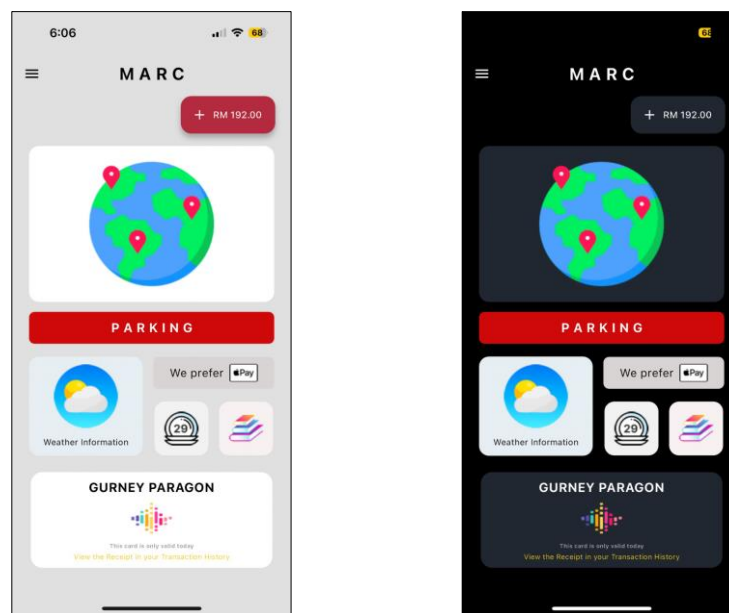 6:06
68
MARC
+ RM 192.00
PARKING
We prefer Pay
29
Weather Information
GURNEY PARAGON
This card is only valid today
View the Receipt in your Transaction History
68
MARC
+ RM 192.00
PARKING
We prefer Pay
29
Weather Information
GURNEY PARAGON
This card is only valid today
View the Receipt in your Transaction History